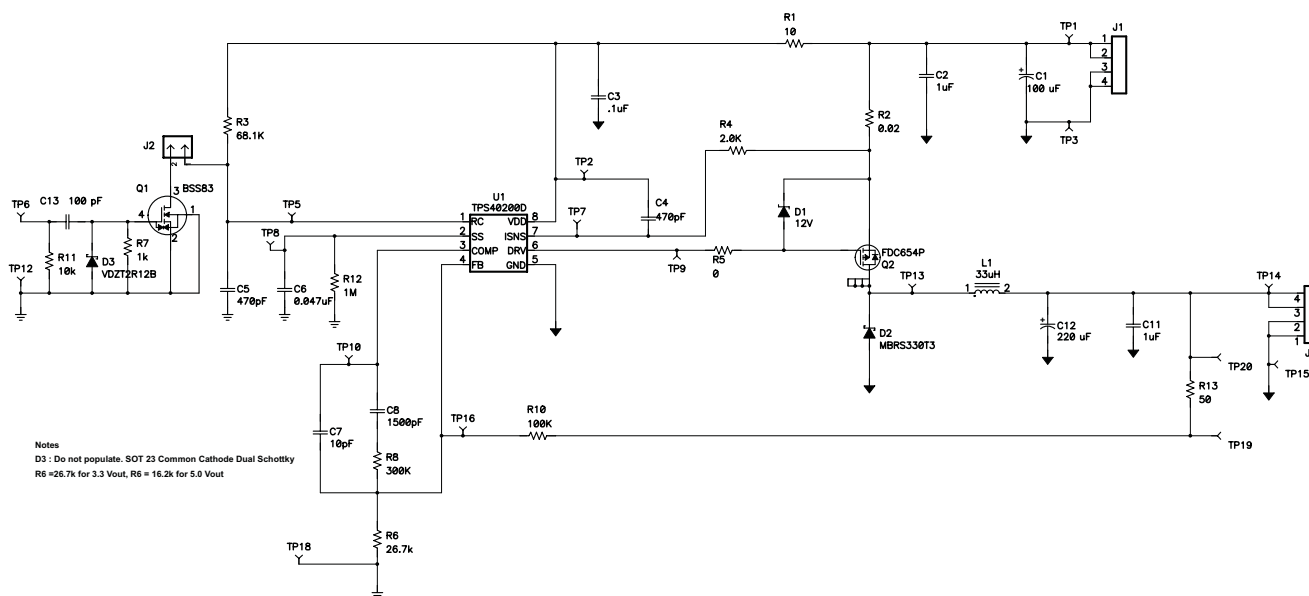 R1
10
TP1
J1
1
2
3
4
C3
.1uF
C2
1uF
C1
100 uF
+
R3
68.1K
R4
2.0K
R2
0.02
TP3
J2
2
1
C13 100 pF
Q1
3
BSS83
TP6
4
1
2
TP2
TP5
U1
TPS40200D
1 RC VDD 8
2 SS ISNS 7
3 COMP DRV 6
4 FB GND 5
TP7
C4
470pF
D1
12V
TP8
R11
10k
D3
VDZT2R12B
R7
1k
TP12
C5
470pF
C6
0.047uF
R12
1M
TP9
R5
0
FDC654P
Q2
TP13
L1
33uH
1
2
TP14
4
3
2
1
J
D2
MBRS330T3
+
C12
220 uF
C11
1uF
TP20
TP15
R13
50
TP10
C7
10pF
C8
1500pF
TP16
R10
100K
TP19
R8
300K
Notes
D3 : Do not populate. SOT 23 Common Cathode Dual Schottky
R6 =26.7k for 3.3 Vout, R6 = 16.2k for 5.0 Vout
R6
26.7k
TP18